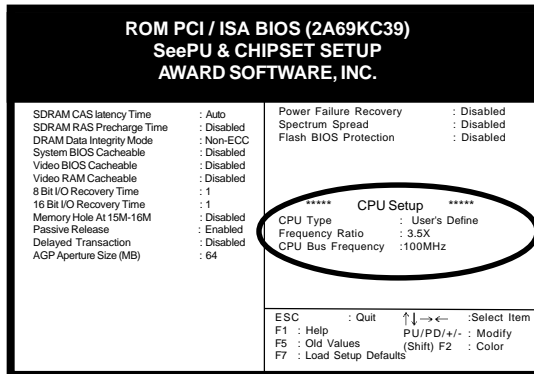 ROM PCI / ISA BIOS (2A69KC39)
SeePU & CHIPSET SETUP
AWARD SOFTWARE, INC.
SDRAM CAS latency Time : Auto
SDRAM RAS Precharge Time : Disabled
DRAM Data Integrity Mode : Non-ECC
System BIOS Cacheable : Disabled
Video BIOS Cacheable : Disabled
Video RAM Cacheable : Disabled
8 Bit I/O Recovery Time : 1
16 Bit I/O Recovery Time : 1
Memory Hole At 15M-16M : Disabled
Passive Release : Enabled
Delayed Transaction : Disabled
AGP Aperture Size (MB) : 64
Power Failure Recovery : Disabled
Spectrum Spread : Disabled
Flash BIOS Protection : Disabled
***** CPU Setup *****
CPU Type : User's Define
Frequency Ratio : 3.5X
CPU Bus Frequency :100MHz
ESC : Quit ↑↓→← :Select Item
F1 : Help PU/PD/+/- : Modify
F5 : Old Values (Shift) F2 : Color
F7 : Load Setup Defaults